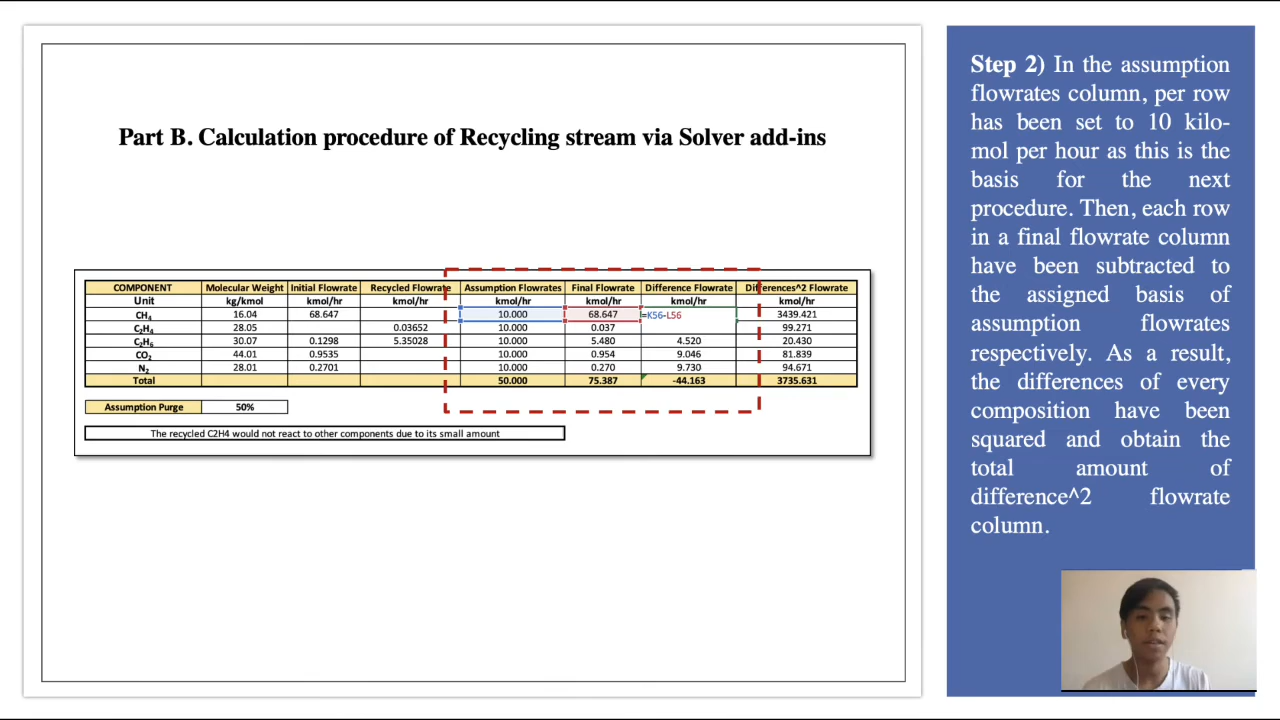 Part B. Calculation procedure of Recycling stream via Solver add-ins
COMPONENT Molecular Weight Initial Flowrate Recycled Flowrate Assumption Flowrates Final Flowrate Difference Flowrate Differences^2 Flowrate
Unit kg/kmol kmol/hr kmol/hr kmol/hr kmol/hr kmol/hr kmol/hr
CH₄ 16.04 68.647 10.000 68.647 =K56-L56 3439.421
C₂H₄ 28.05 0.03652 10.000 0.037 99.271
C₂H₆ 30.07 0.1298 5.35028 10.000 5.480 4.520 20.430
CO₂ 44.01 0.9535 10.000 0.954 9.046 81.839
N₂ 28.01 0.2701 10.000 0.270 9.730 94.671
Total 50.000 75.387 -44.163 3735.631
Assumption Purge 50%
The recycled C2H4 would not react to other components due to its small amount
Step 2) In the assumption
flowrates column, per row
has been set to 10 kilo-
mol per hour as this is the
basis for the next
procedure. Then, each row
in a final flowrate column
have been subtracted to
the assigned basis of
assumption flowrates
respectively. As a result,
the differences of every
composition have been
squared and obtain the
total amount of
difference^2 flowrate
column.